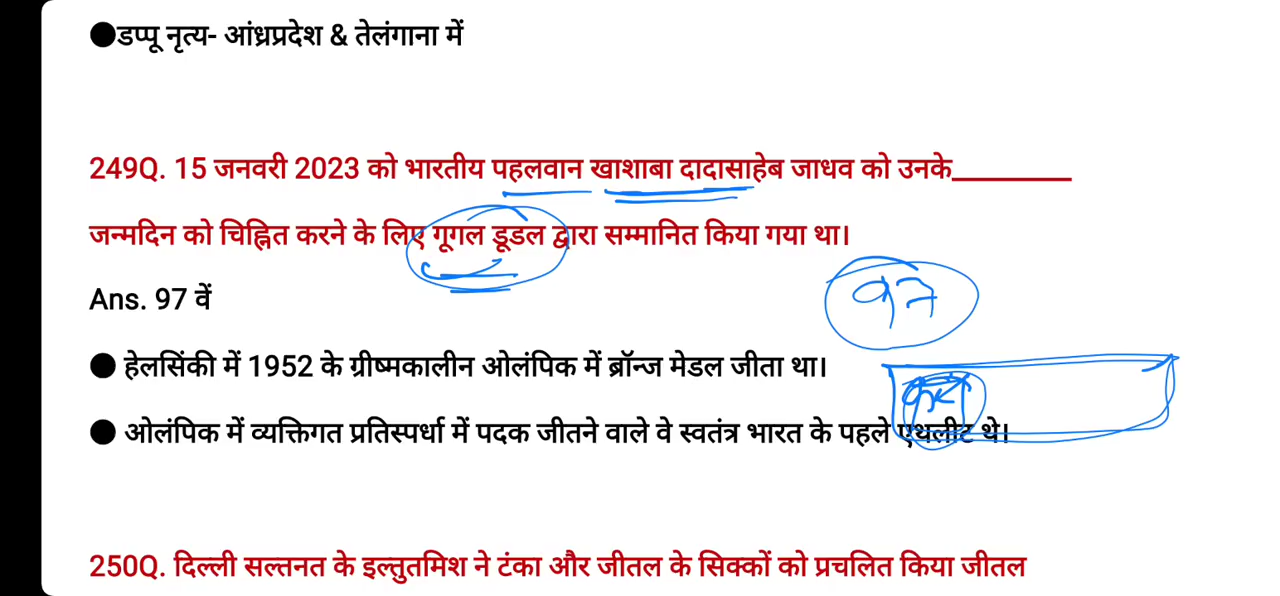 ●डप्पू नृत्य- आंध्रप्रदेश & तेलंगाना में
249Q. 15 जनवरी 2023 को भारतीय पहलवान खाशाबा दादासाहेब जाधव को उनके________
जन्मदिन को चिह्नित करने के लिए गूगल डूडल द्वारा सम्मानित किया गया था।
Ans. 97 वें
● हेलसिंकी में 1952 के ग्रीष्मकालीन ओलंपिक में ब्रॉन्ज मेडल जीता था।
● ओलंपिक में व्यक्तिगत प्रतिस्पर्धा में पदक जीतने वाले वे स्वतंत्र भारत के पहले एथलीट थे।
250Q. दिल्ली सल्तनत के इल्तुतमिश ने टंका और जीतल के सिक्कों को प्रचलित किया जीतल